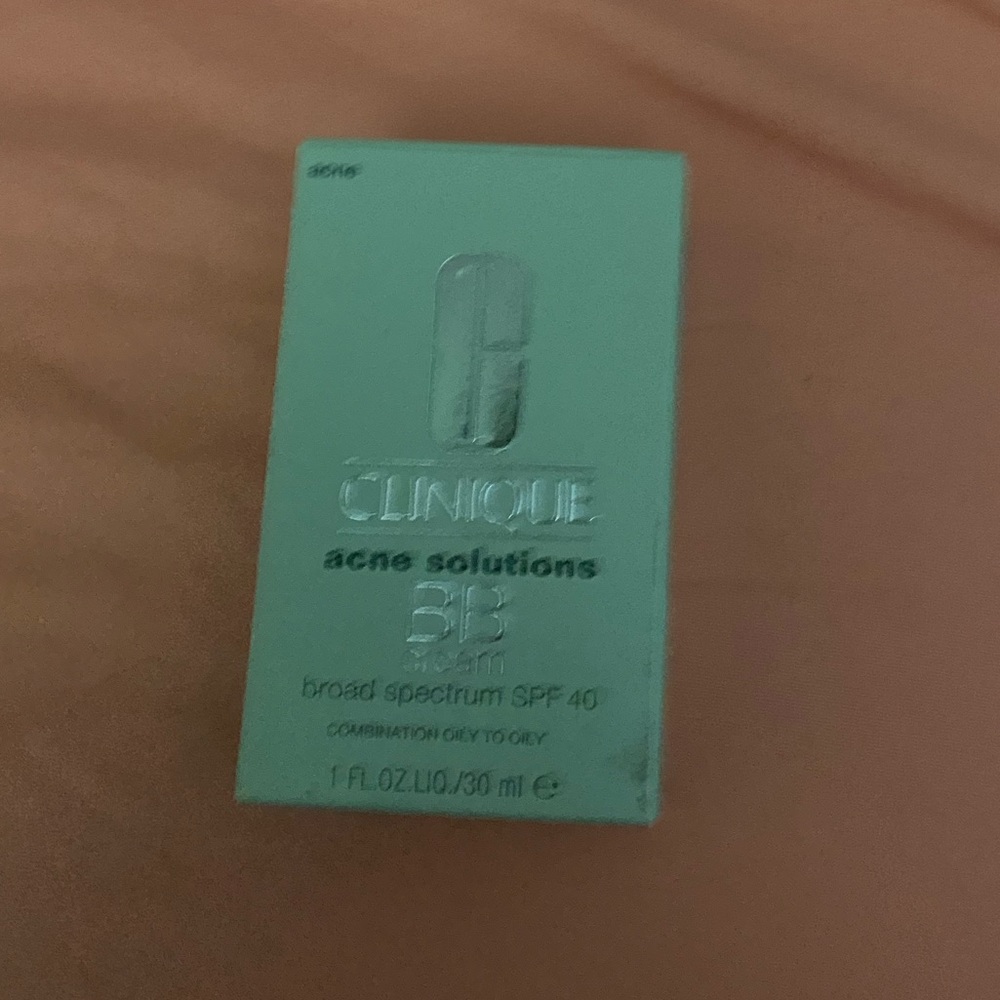 acne
CLINIQUE
acne solutions
BB
cream
broad spectrum SPF 40
COMBINATION OILY TO OILY
1 FL.OZ.LIQ./30 ml ℮